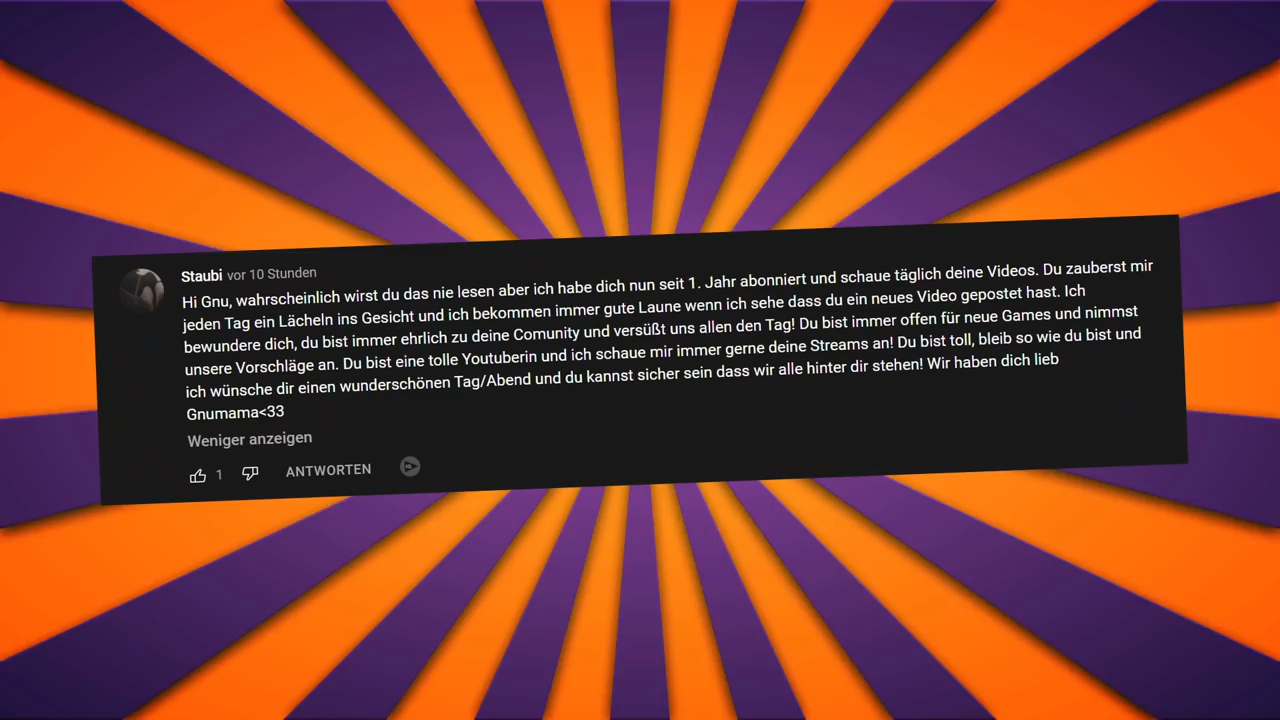 Staubi vor 10 Stunden
Hi Gnu, wahrscheinlich wirst du das nie lesen aber ich habe dich nun seit 1. Jahr abonniert und schaue täglich deine Videos. Du zauberst mir
jeden Tag ein Lächeln ins Gesicht und ich bekommen immer gute Laune wenn ich sehe dass du ein neues Video gepostet hast. Ich
bewundere dich, du bist immer ehrlich zu deine Comunity und versüßt uns allen den Tag! Du bist immer offen für neue Games und nimmst
unsere Vorschläge an. Du bist eine tolle Youtuberin und ich schaue mir immer gerne deine Streams an! Du bist toll, bleib so wie du bist und
ich wünsche dir einen wunderschönen Tag/Abend und du kannst sicher sein dass wir alle hinter dir stehen! Wir haben dich lieb
Gnumama<33
Weniger anzeigen
1 ANTWORTEN